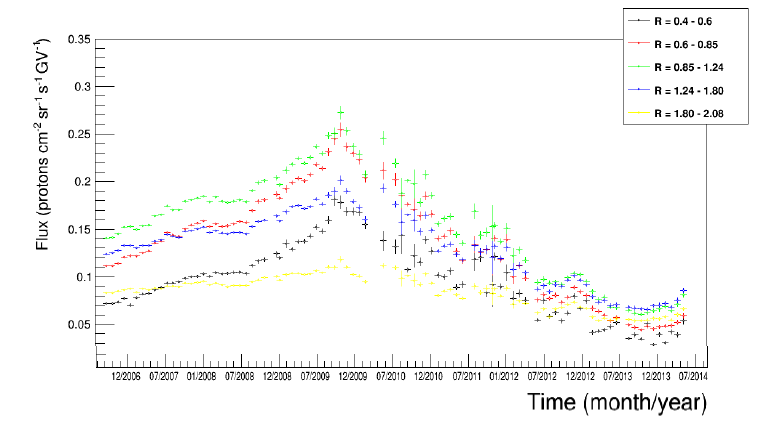 R = 0.4 - 0.6
R = 0.6 - 0.85
R = 0.85 - 1.24
R = 1.24 - 1.80
R = 1.80 - 2.08
Flux (protons cm⁻² sr⁻¹ s⁻¹ GV⁻¹)
0.35
0.3
0.25
0.2
0.15
0.1
0.05
12/2006 07/2007 01/2008 07/2008 12/2008 07/2009 12/2009 07/2010 12/2010 07/2011 01/2012 07/2012 12/2012 07/2013 12/2013 07/2014
Time (month/year)